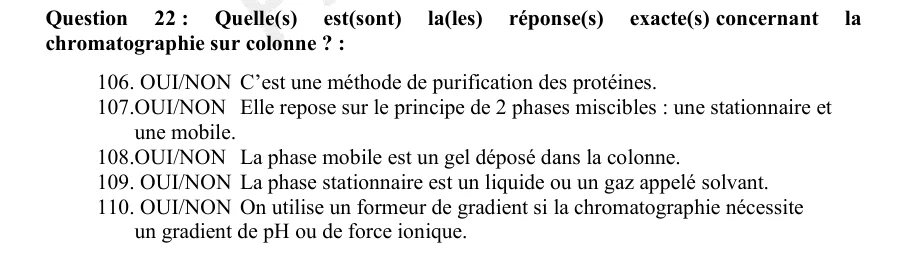 Question 22 : Quelle(s) est(sont) la(les) réponse(s) exacte(s) concernant la
chromatographie sur colonne ? :
106. OUI/NON C’est une méthode de purification des protéines.
107.OUI/NON Elle repose sur le principe de 2 phases miscibles : une stationnaire et
une mobile.
108.OUI/NON La phase mobile est un gel déposé dans la colonne.
109. OUI/NON La phase stationnaire est un liquide ou un gaz appelé solvant.
110. OUI/NON On utilise un formeur de gradient si la chromatographie nécessite
un gradient de pH ou de force ionique.